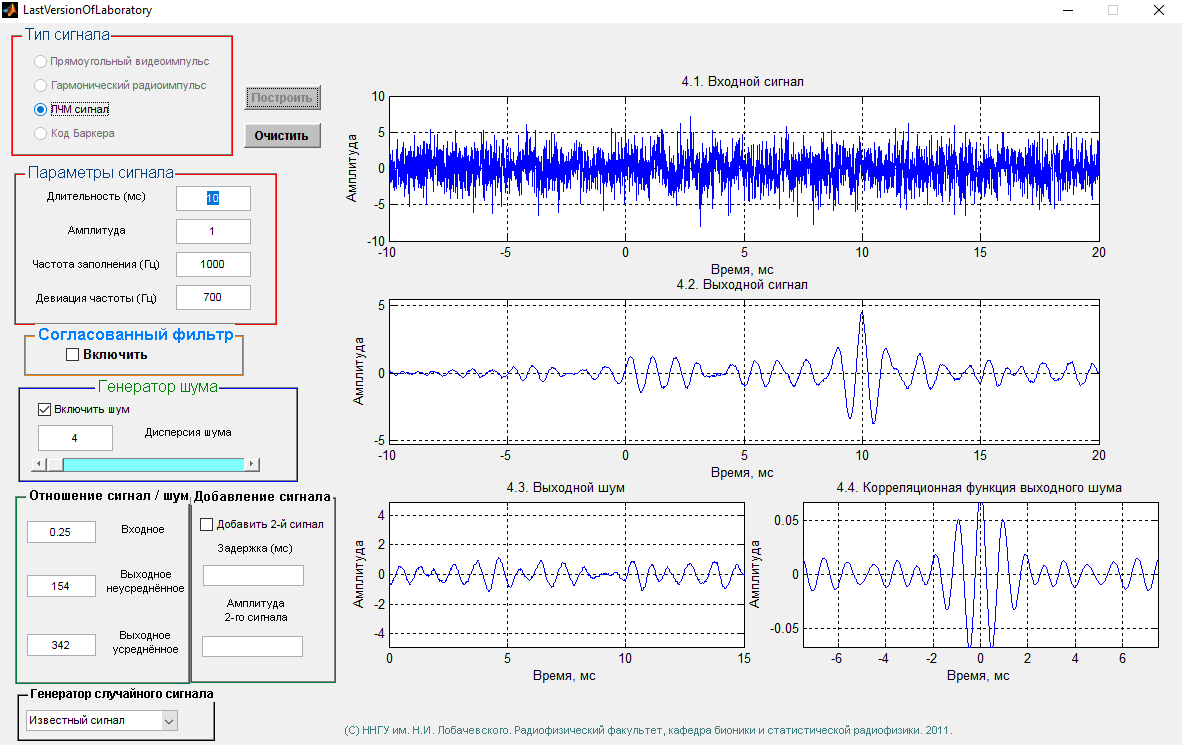 LastVersionOfLaboratory
Тип сигнала
Прямоугольный видеоимпульс
Гармонический радиоимпульс
ЛЧМ сигнал
Код Баркера
Построить
Очистить
Параметры сигнала
Длительность (мс)
10
Амплитуда
1
Частота заполнения (Гц)
1000
Девиация частоты (Гц)
700
Согласованный фильтр
Включить
Генератор шума
Включить шум
4
Дисперсия шума
Отношение сигнал / шум
0.25
Входное
154
Выходное
неусреднённое
342
Выходное
усреднённое
Добавление сигнала
Добавить 2-й сигнал
Задержка (мс)
Амплитуда
2-го сигнала
Генератор случайного сигнала
Известный сигнал
4.1. Входной сигнал
Амплитуда
10
5
0
-5
-10
-10 -5 0 5 10 15 20
Время, мс
4.2. Выходной сигнал
Амплитуда
5
0
-5
-10 -5 0 5 10 15 20
Время, мс
4.3. Выходной шум
Амплитуда
4
2
0
-2
-4
0 5 10 15
Время, мс
4.4. Корреляционная функция выходного шума
Амплитуда
0.05
0
-0.05
-6 -4 -2 0 2 4 6
Время, мс
(C) ННГУ им. Н.И. Лобачевского. Радиофизический факультет, кафедра бионики и статистической радиофизики. 2011.